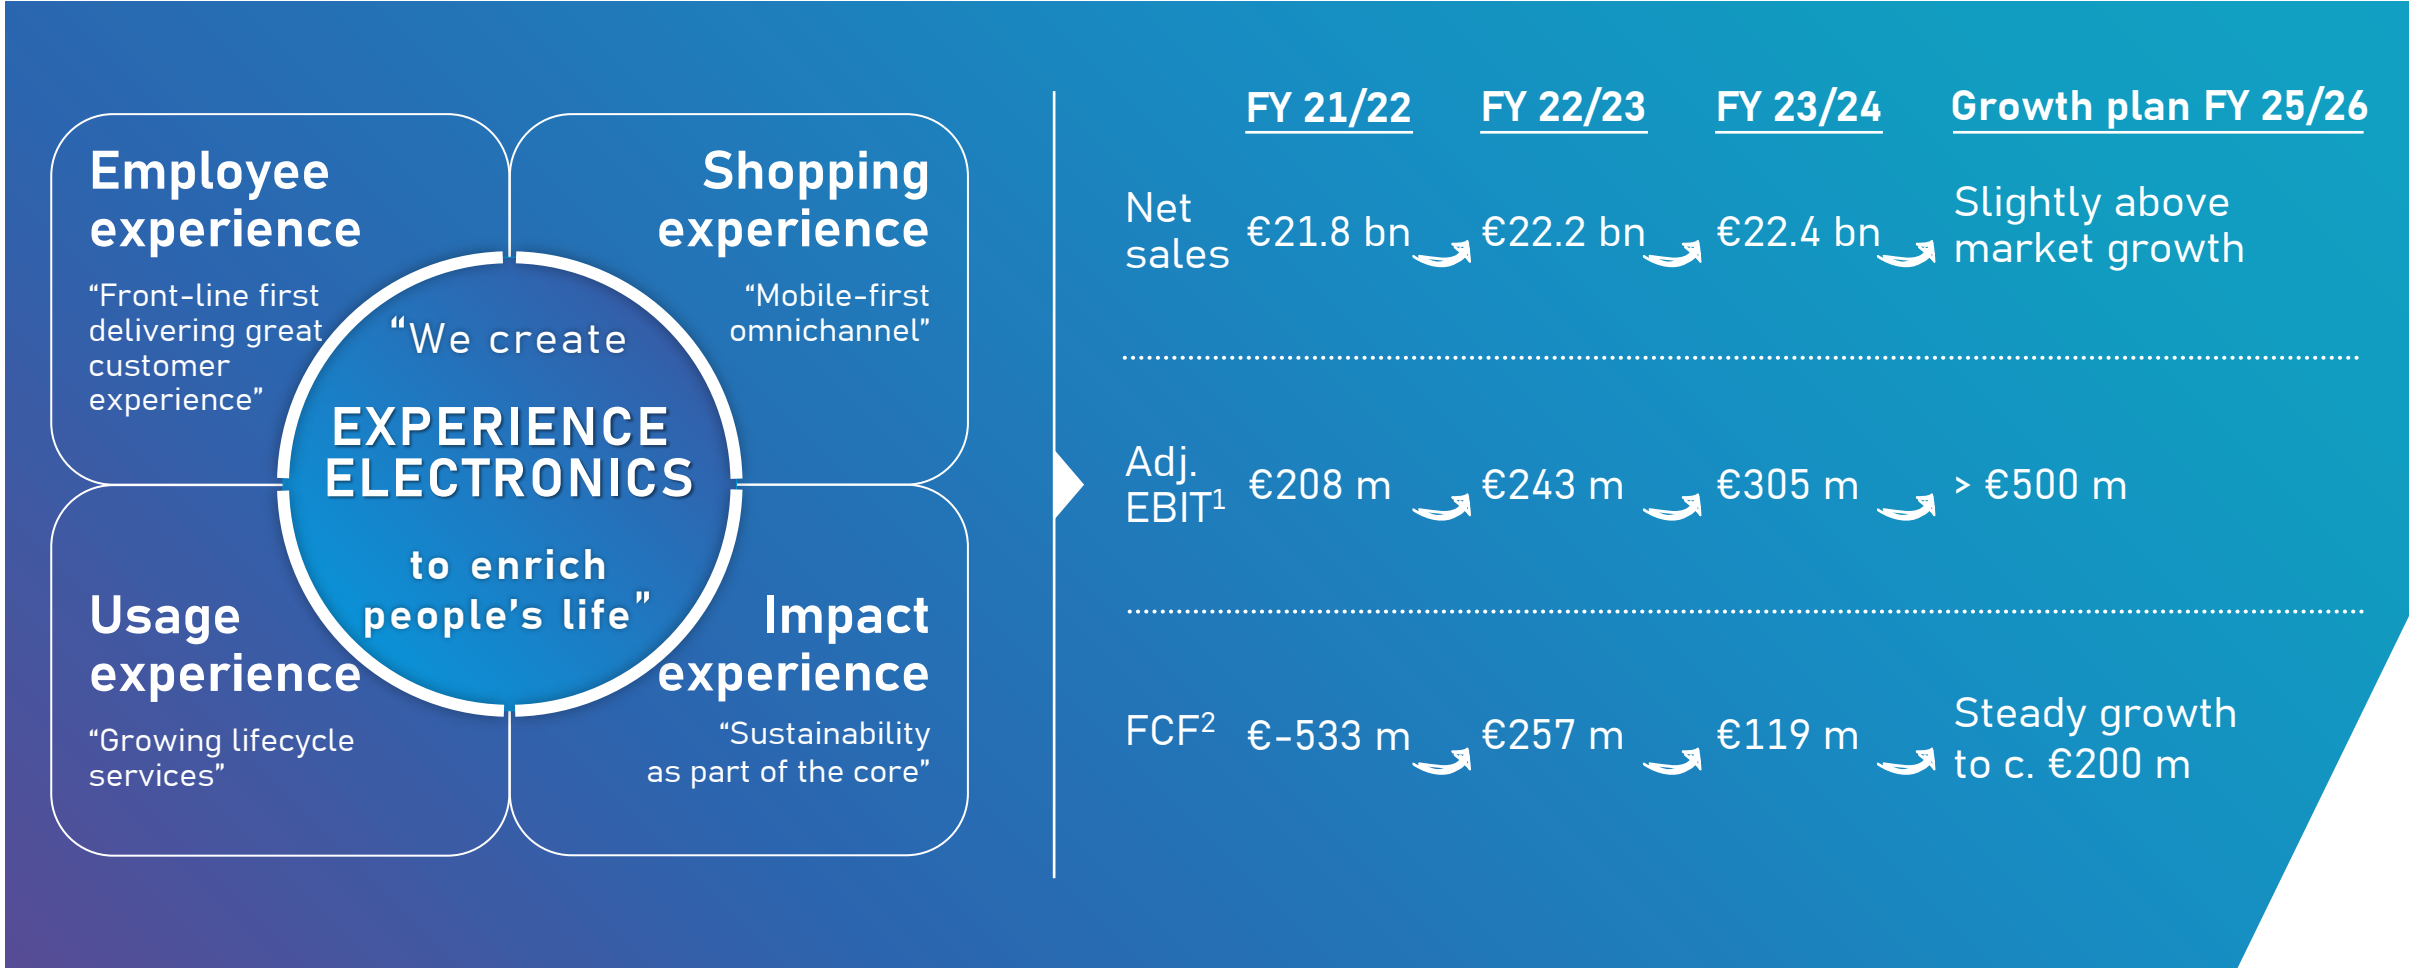 Employee
experience
“Front-line first
delivering great
customer
experience”
Shopping
experience
“Mobile-first
omnichannel”
“We create
EXPERIENCE
ELECTRONICS
to enrich
people’s life”
Usage
experience
“Growing lifecycle
services”
Impact
experience
“Sustainability
as part of the core”
FY 21/22 FY 22/23 FY 23/24 Growth plan FY 25/26
Net
sales
€21.8 bn €22.2 bn €22.4 bn
Slightly above
market growth
Adj.
EBIT¹
€208 m €243 m €305 m > €500 m
FCF² €-533 m €257 m €119 m
Steady growth
to c. €200 m